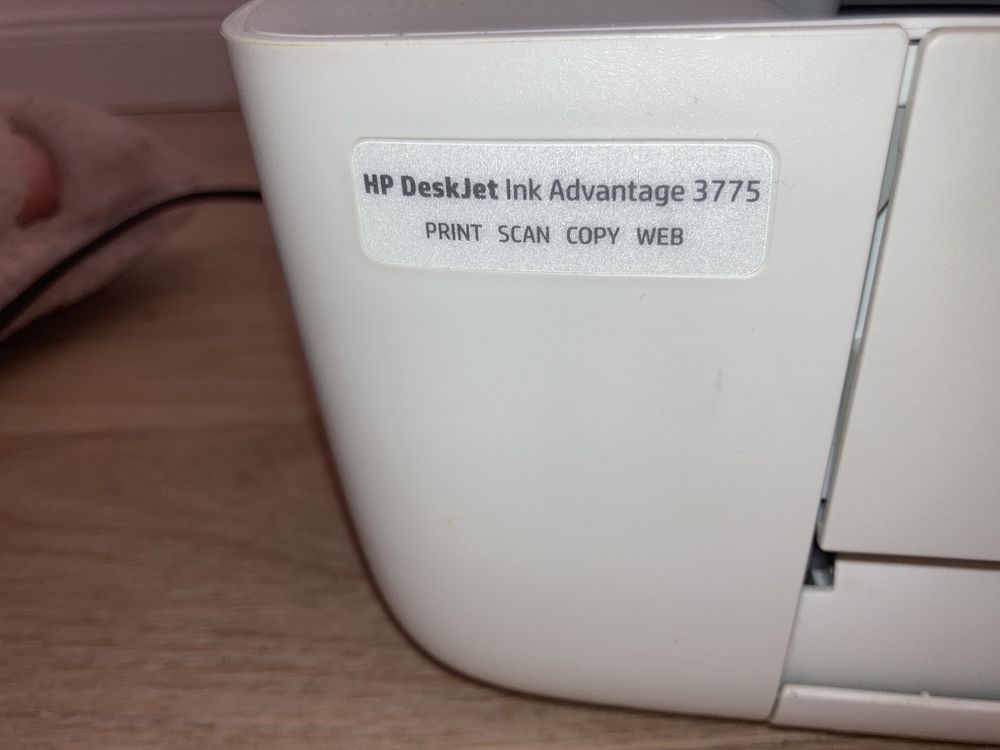 HP DeskJet Ink Advantage 3775
PRINT SCAN COPY WEB